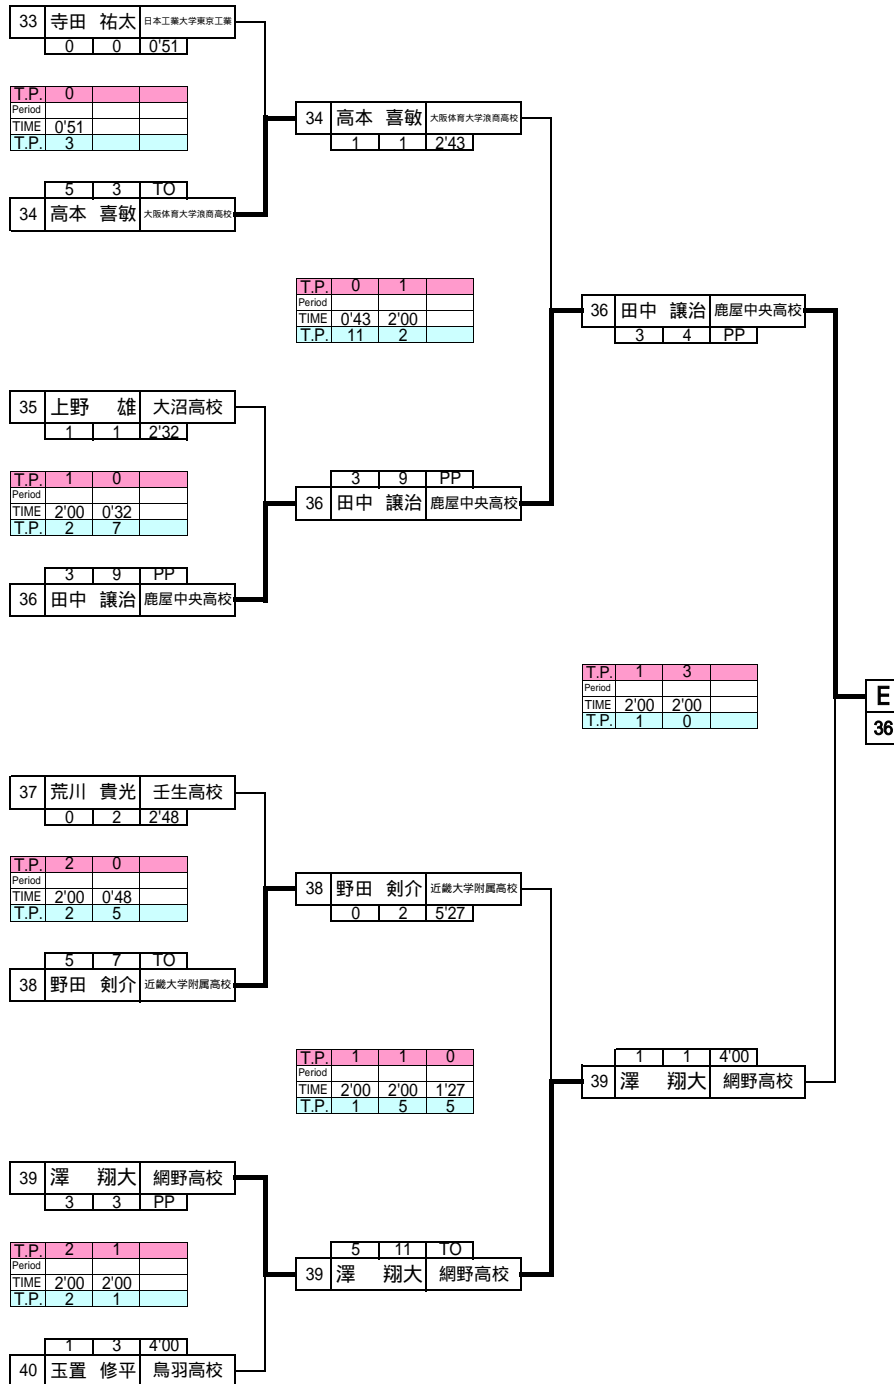 33 寺田 祐太 日本工業大学東京工業
0 0 0'51
T.P. 0
Period
TIME 0'51
T.P. 3
5 3 TO
34 高本 喜敏 大阪体育大学浪商高校
34 高本 喜敏 大阪体育大学浪商高校
1 1 2'43
T.P. 0 1
Period
TIME 0'43 2'00
T.P. 11 2
35 上野 雄 大沼高校
1 1 2'32
T.P. 1 0
Period
TIME 2'00 0'32
T.P. 2 7
3 9 PP
36 田中 譲治 鹿屋中央高校
3 9 PP
36 田中 譲治 鹿屋中央高校
36 田中 譲治 鹿屋中央高校
3 4 PP
T.P. 1 3
Period
TIME 2'00 2'00
T.P. 1 0
E
36
37 荒川 貴光 壬生高校
0 2 2'48
T.P. 2 0
Period
TIME 2'00 0'48
T.P. 2 5
5 7 TO
38 野田 剣介 近畿大学附属高校
38 野田 剣介 近畿大学附属高校
0 2 5'27
T.P. 1 1 0
Period
TIME 2'00 2'00 1'27
T.P. 1 5 5
1 1 4'00
39 澤 翔大 網野高校
39 澤 翔大 網野高校
3 3 PP
T.P. 2 1
Period
TIME 2'00 2'00
T.P. 2 1
5 11 TO
39 澤 翔大 網野高校
1 3 4'00
40 玉置 修平 鳥羽高校